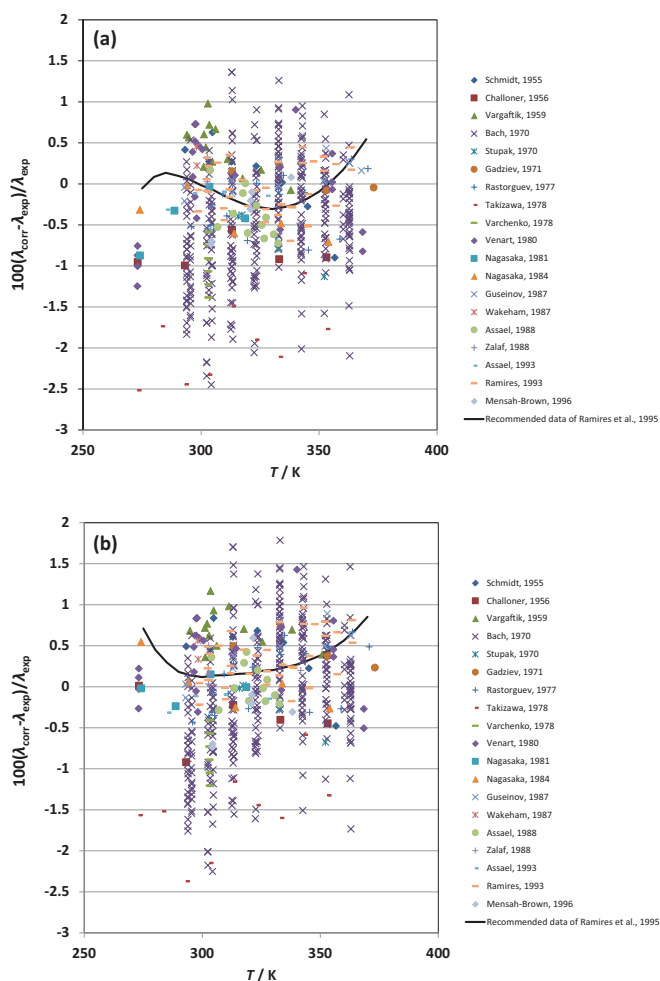 (a)
100(λcorr-λexp)/λexp
2
1.5
1
0.5
0
-0.5
-1
-1.5
-2
-2.5
-3
250
300
350
400
T / K
Schmidt, 1955
Challoner, 1956
Vargaftik, 1959
Bach, 1970
Stupak, 1970
Gadziev, 1971
Rastorguev, 1977
Takizawa, 1978
Varchenko, 1978
Venart, 1980
Nagasaka, 1981
Nagasaka, 1984
Guseinov, 1987
Wakeham, 1987
Assael, 1988
Zalaf, 1988
Assael, 1993
Ramires, 1993
Mensah-Brown, 1996
Recommended data of Ramires et al., 1995
(b)
100(λcorr-λexp)/λexp
2
1.5
1
0.5
0
-0.5
-1
-1.5
-2
-2.5
-3
250
300
350
400
T / K
Schmidt, 1955
Challoner, 1956
Vargaftik, 1959
Bach, 1970
Stupak, 1970
Gadziev, 1971
Rastorguev, 1977
Takizawa, 1978
Varchenko, 1978
Venart, 1980
Nagasaka, 1981
Nagasaka, 1984
Guseinov, 1987
Wakeham, 1987
Assael, 1988
Zalaf, 1988
Assael, 1993
Ramires, 1993
Mensah-Brown, 1996
Recommended data of Ramires et al., 1995